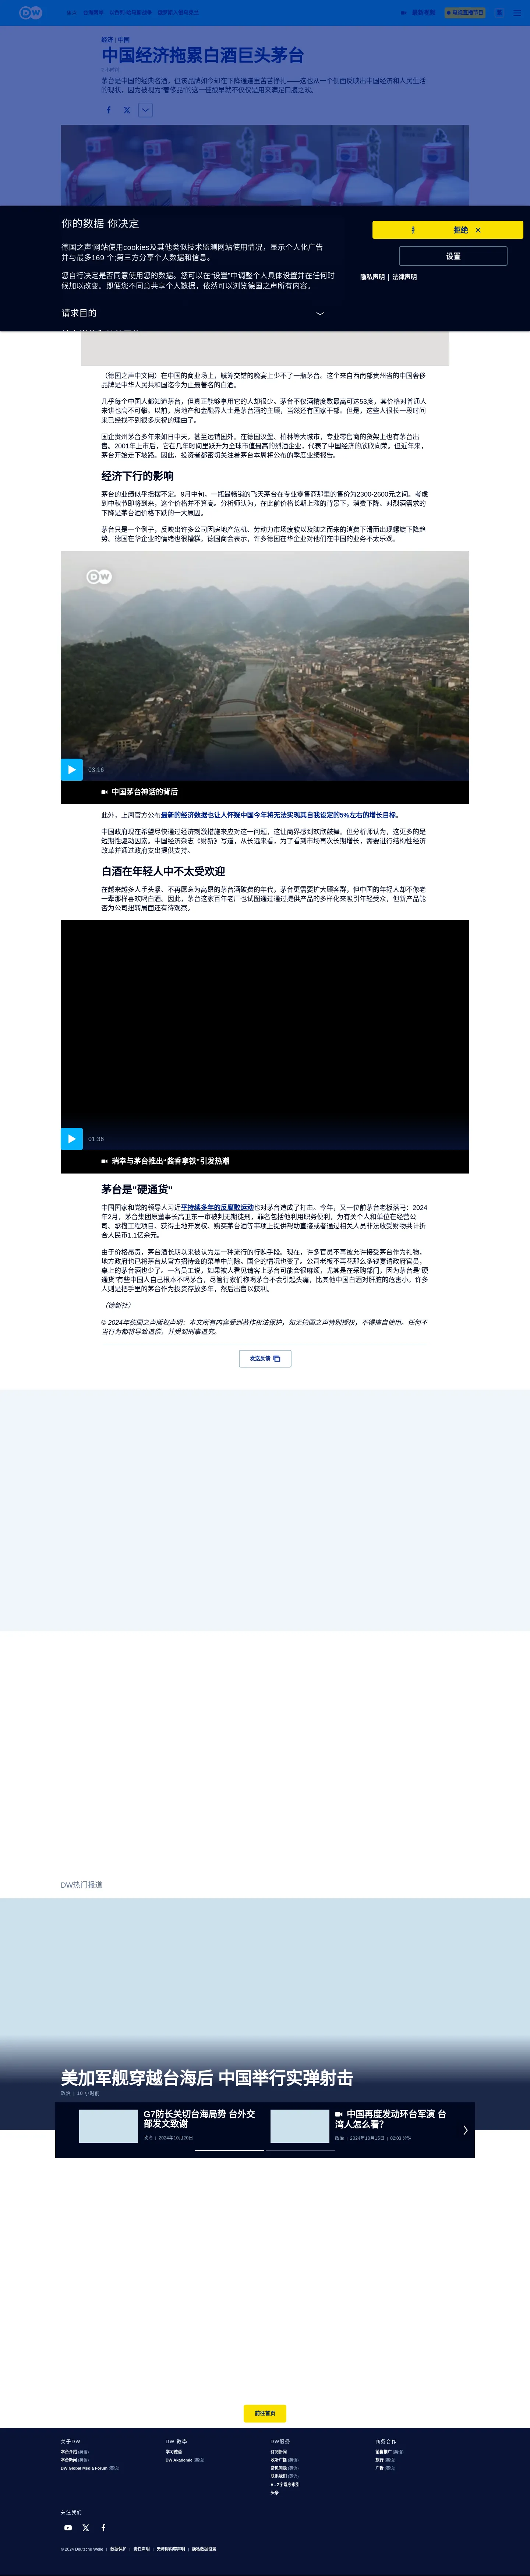 经济｜中国
中国经济拖累白酒巨头茅台
茅台是中国的经典名酒。但该品牌如今却在下降通道里苦苦挣扎——这也从一个侧面反映出中国经济和人民生活
的现状，因为被视为"奢侈品"的这一佳酿早就不仅仅是用来满足口腹之欲。
你的数据 你决定
德国之声'网站使用cookies及其他类似技术监测网站使用情况，显示个人化广告
并与最多169 个;第三方分享个人数据和信息。
您自行决定是否同意使用您的数据。您可以在"设置"中调整个人具体设置并在任何时
候加以改变。即便您不同意共享个人数据，依然可以浏览德国之声所有内容。
请求目的
拒绝
设置
隐私声明 | 法律声明
（德国之声中文网）在中国的商业场上，觥筹交错的晚宴上少不了一瓶茅台。这个来自西南部贵州省的中国奢侈
品牌是中华人民共和国迄今为止最著名的白酒。
几乎每个中国人都知道茅台，但真正能够享用它的人却很少。茅台不仅酒精度数最高可达53度，其价格对普通人
来讲也高不可攀。以前，房地产和金融界人士是茅台酒的主顾，当然还有国家干部。但是，这些人很长一段时间
来已经找不到很多庆祝的理由了。
国企贵州茅台多年来如日中天，甚至远销国外。在德国汉堡、柏林等大城市，专业零售商的货架上也有茅台出
售。2001年上市后，它在几年时间里跃升为全球市值最高的烈酒企业，代表了中国经济的欣欣向荣。但近年来，
茅台开始走下坡路。因此，投资者都密切关注着茅台本周将公布的季度业绩报告。
经济下行的影响
茅台的业绩似乎摇摆不定。9月中旬，一瓶最畅销的飞天茅台在专业零售商那里的售价为2300-2600元之间。考虑
到中秋节即将到来，这个价格并不算高。分析师认为，在此前价格长期上涨的背景下，消费下降、对烈酒需求的
下降是茅台酒价格下跌的一大原因。
茅台只是一个例子，反映出许多公司因房地产危机、劳动力市场疲软以及随之而来的消费下滑而出现螺旋下降趋
势。德国在华企业的情绪也很糟糕。德国商会表示，许多德国在华企业对他们在中国的业务不太乐观。
03:16
中国茅台神话的背后
此外，上周官方公布最新的经济数据也让人怀疑中国今年将无法实现其自我设定的5%左右的增长目标。
中国政府现在希望尽快通过经济刺激措施来应对这一问题，这让商界感到欢欣鼓舞。但分析师认为，这更多的是
短期性驱动因素。中国经济杂志《财新》写道，从长远来看，为了看到市场再次长期增长，需要进行结构性经济
改革并通过政府支出提供支持。
白酒在年轻人中不太受欢迎
在越来越多人手头紧、不再愿意为高昂的茅台酒破费的年代，茅台更需要扩大顾客群。但中国的年轻人却不像老
一辈那样喜欢喝白酒。因此，茅台这家百年老厂也试图通过通过提供产品的多样化来吸引年轻受众，但新产品能
否为公司扭转局面还有待观察。
01:36
瑞幸与茅台推出"酱香拿铁"引发热潮
茅台是"硬通货"
中国国家和党的领导人习近平持续多年的反腐败运动也对茅台造成了打击。今年，又一位前茅台老板落马：2024
年2月，茅台集团原董事长高卫东一审被判无期徒刑，罪名包括他利用职务便利，为有关个人和单位在经营公
司、承揽工程项目、获得土地开发权、购买茅台酒等事项上提供帮助直接或者通过相关人员非法收受财物共计折
合人民币1.1亿余元。
由于价格昂贵，茅台酒长期以来被认为是一种流行的行贿手段。现在，许多官员不再被允许接受茅台作为礼物，
地方政府也已将茅台从官方招待会的菜单中删除。国企的情况也变了。公司老板不再花那么多钱宴请政府官员，
桌上的茅台酒也少了。一名员工说，如果被人看见请客上茅台可能会很麻烦，尤其是在采购部门，因为茅台是"硬
通货"有些中国人自己根本不喝茅台，尽管行家们称喝茅台不会引起头痛，比其他中国白酒对肝脏的危害小。许多
人则是把手里的茅台作为投资存放多年，然后出售以获利。
（德新社）
© 2024年德国之声版权声明：本文所有内容受到著作权法保护，如无德国之声特别授权，不得擅自使用。任何不
当行为都将导致追偿，并受到刑事追究。
发送反馈
DW热门报道
美加军舰穿越台海后 中国举行实弹射击
政治 | 10 小时前
G7防长关切台海局势 台外交
部发文致谢
政治 | 2024年10月20日
中国再度发动环台军演 台
湾人怎么看？
政治 | 2024年10月15日 | 02:03 分钟
前往首页
关于DW
本台介绍 (英语)
本台新闻 (英语)
DW Global Media Forum (英语)
DW 教学
学习德语
DW Akademie (英语)
DW服务
订阅新闻
收听广播 (英语)
常见问题 (英语)
联系我们 (英语)
A - Z字母序索引
头条
商务合作
销售推广 (英语)
旅行 (英语)
广告 (英语)
关注我们
© 2024 Deutsche Welle | 数据保护 | 责任声明 | 无障碍内容声明 | 隐私数据设置